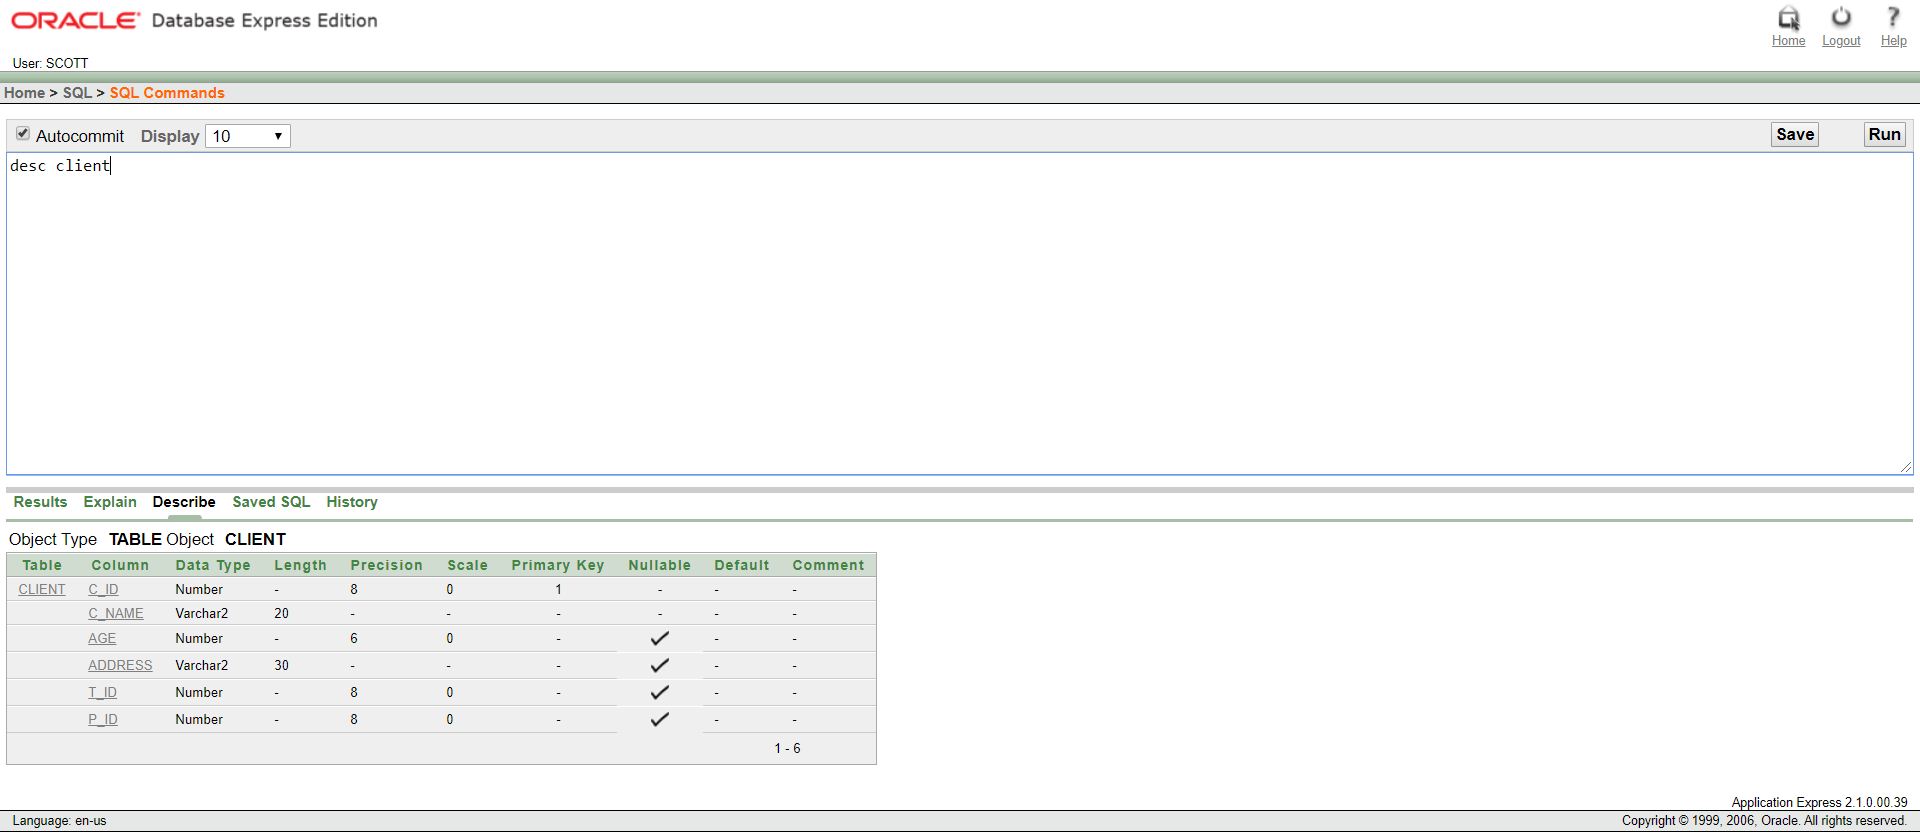 ORACLE Database Express Edition
Home Logout Help
User: SCOTT
Home > SQL > SQL Commands
Autocommit Display 10 Save Run
desc client
Results Explain Describe Saved SQL History
Object Type TABLE Object CLIENT
Table Column Data Type Length Precision Scale Primary Key Nullable Default Comment
CLIENT C_ID Number - 8 0 1 - - -
C_NAME Varchar2 20 - - - - - -
AGE Number - 6 0 - - -
ADDRESS Varchar2 30 - - - - -
T_ID Number - 8 0 - - -
P_ID Number - 8 0 - - -
1 - 6
Application Express 2.1.0.00.39
Language: en-us Copyright © 1999, 2006, Oracle. All rights reserved.